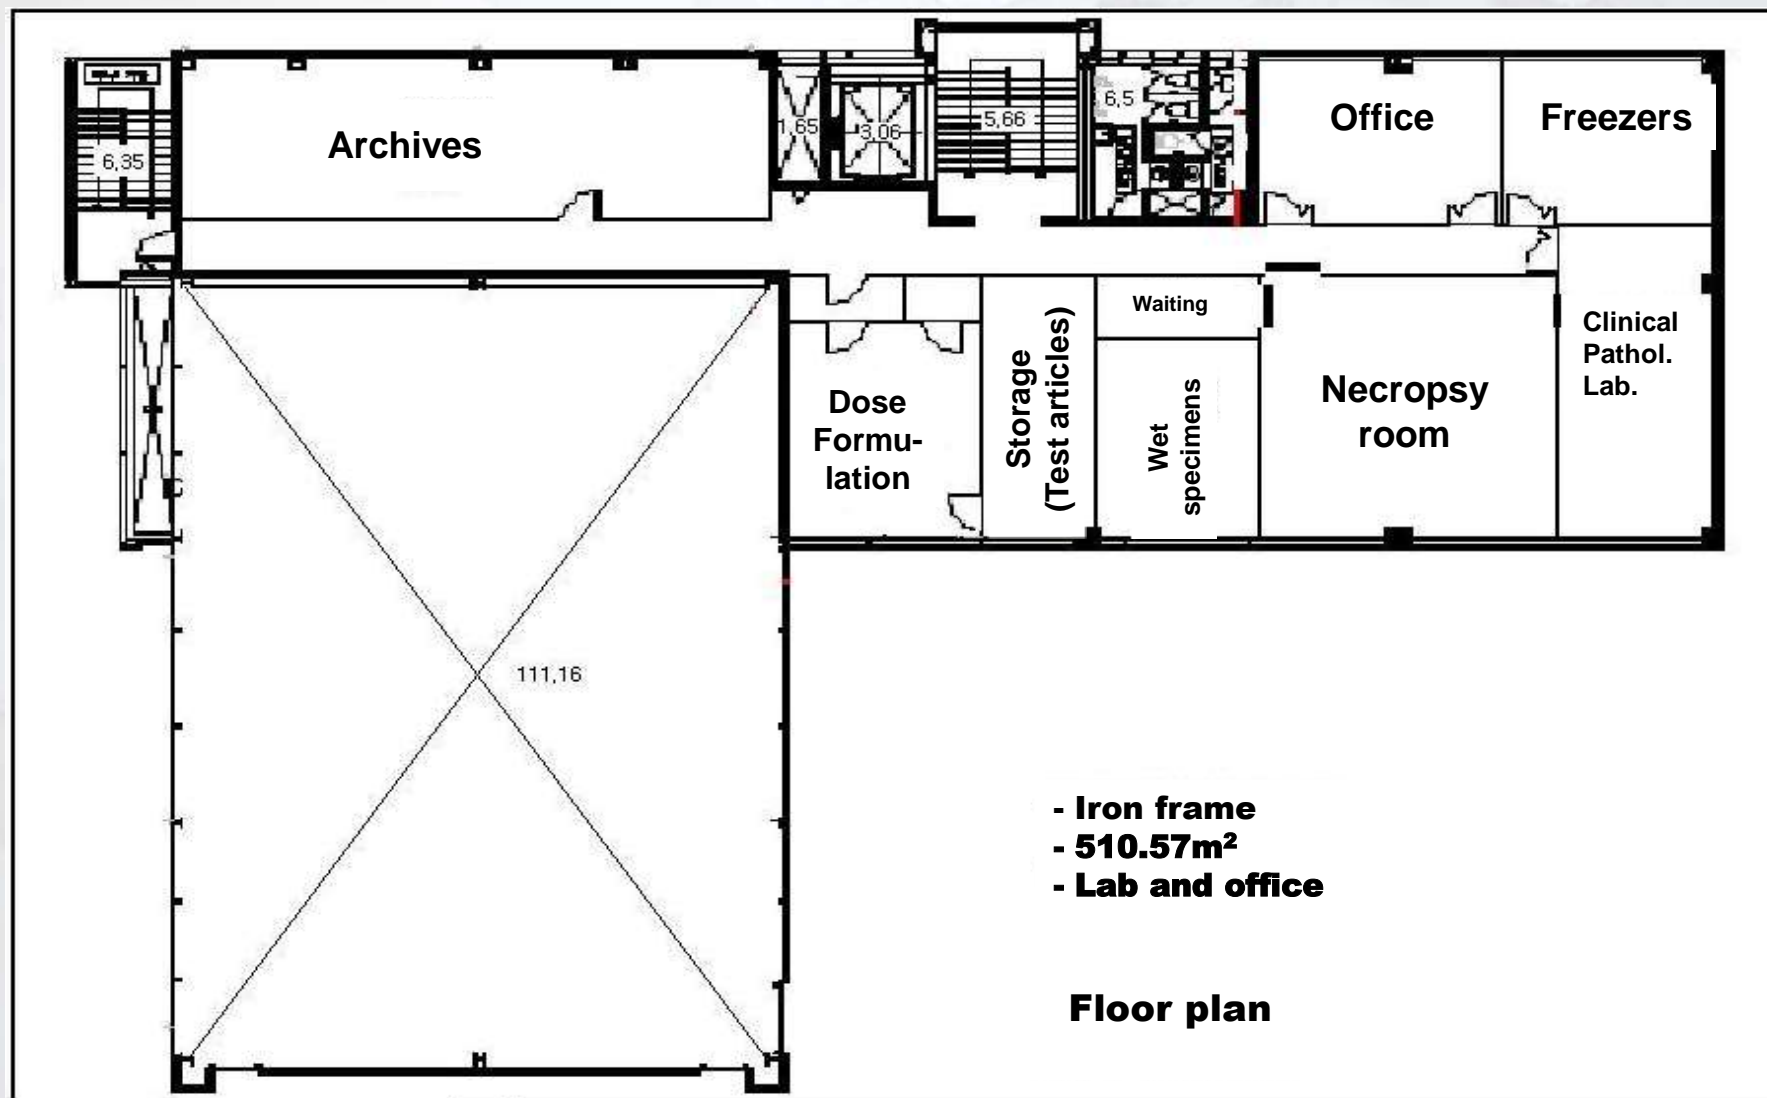 6,35
Archives
1,65
3,06
5,66
6,5
Office
Freezers
Waiting
Clinical
Pathol.
Lab.
Dose
Formu-
lation
Storage
(Test articles)
Wet
specimens
Necropsy
room
111,16
- Iron frame
- 510.57m²
- Lab and office
Floor plan